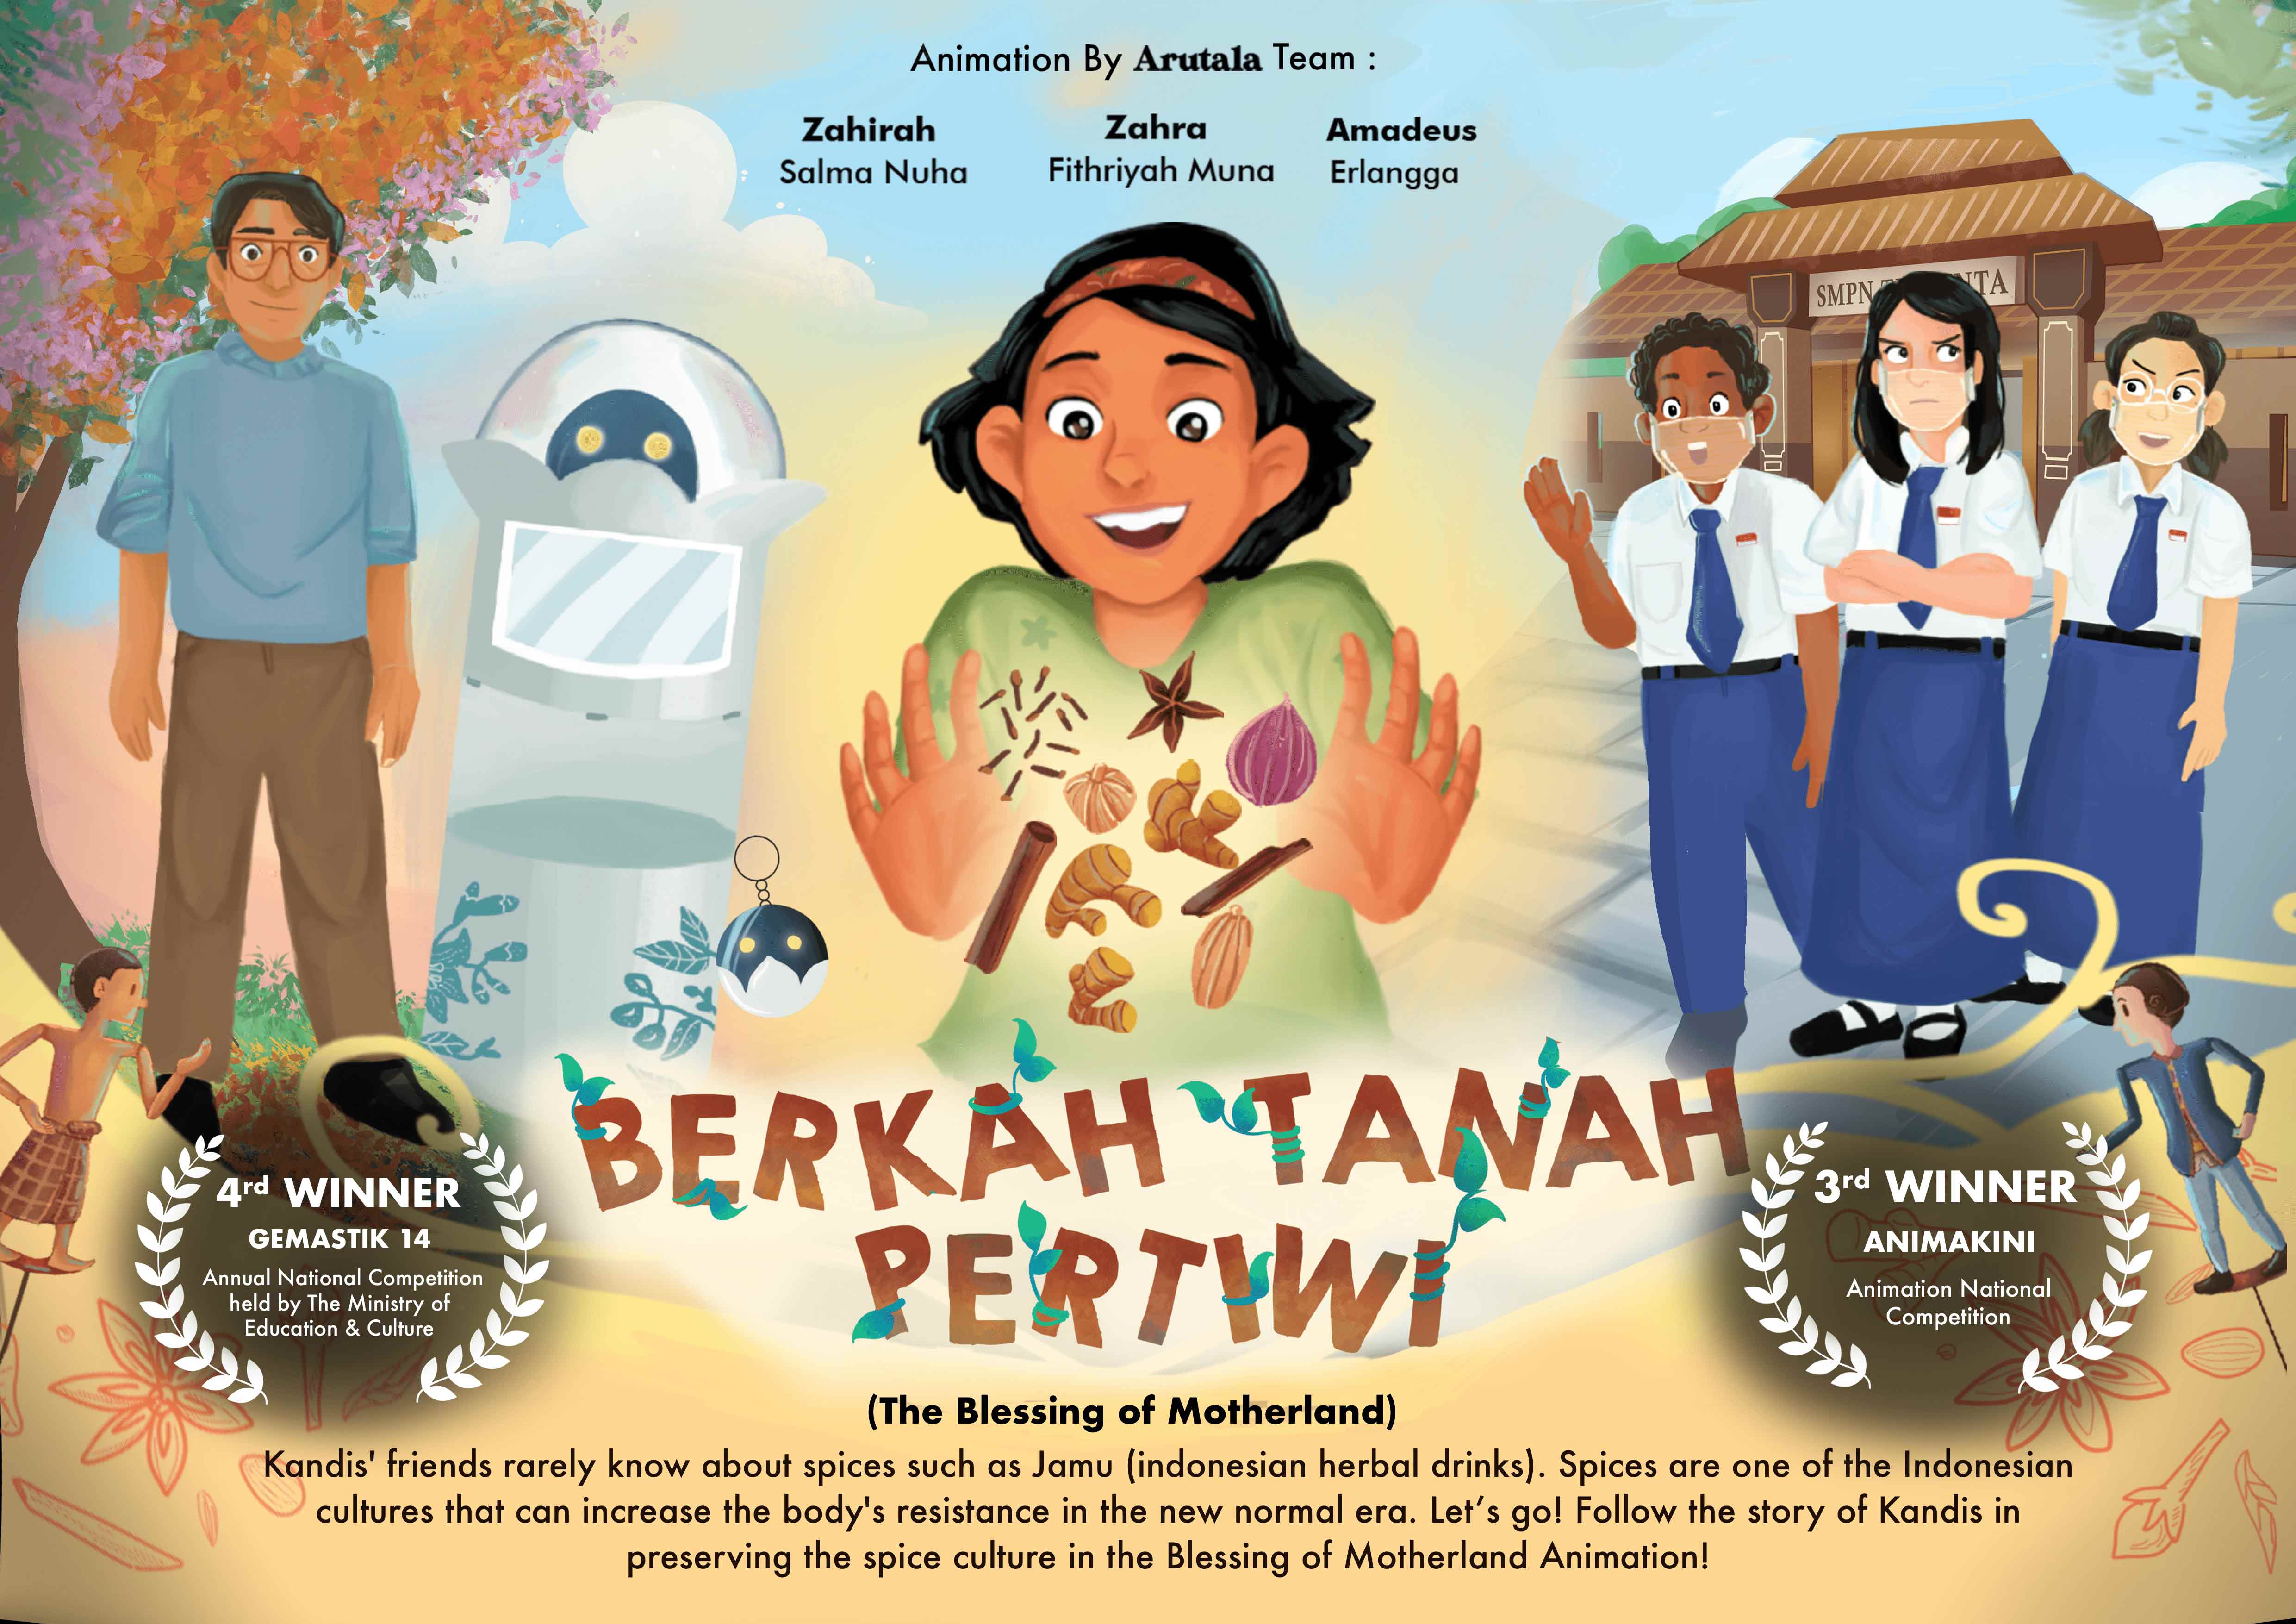 Animation By Arutala Team :
Zahirah
Salma Nuha
Zahra
Fithriyah Muna
Amadeus
Erlangga
SMPN
BERKAH TANAH
PERTIWI
4rd WINNER
GEMASTIK 14
Annual National Competition
held by The Ministry of
Education & Culture
3rd WINNER
ANIMAKINI
Animation National
Competition
(The Blessing of Motherland)
Kandis' friends rarely know about spices such as Jamu (indonesian herbal drinks). Spices are one of the Indonesian
cultures that can increase the body's resistance in the new normal era. Let’s go! Follow the story of Kandis in
preserving the spice culture in the Blessing of Motherland Animation!